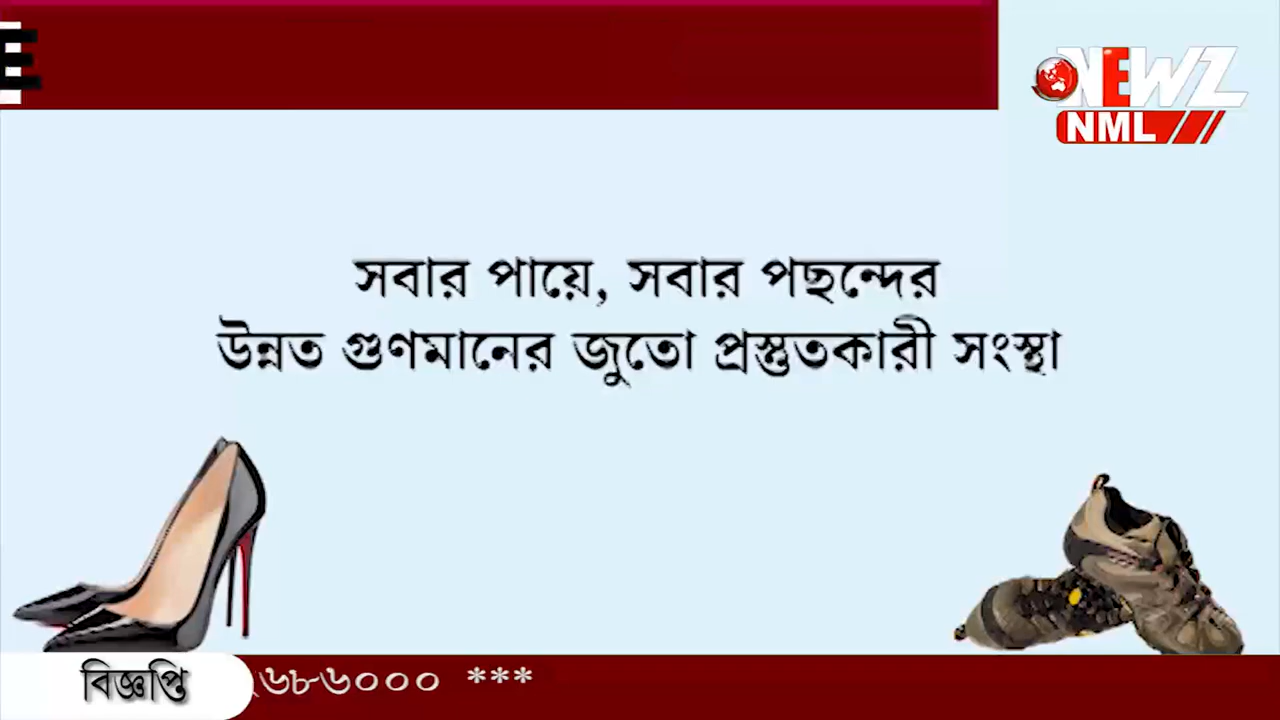 E
NEWZ
NML
সবার পায়ে, সবার পছন্দের
উন্নত গুণমানের জুতো প্রস্তুতকারী সংস্থা
বিজ্ঞপ্তি
৬৮৬০০০ ***